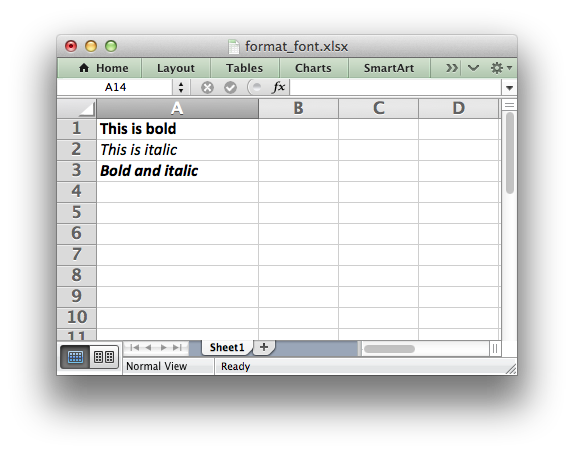 format_font.xlsx
Home Layout Tables Charts SmartArt
A14 fx
A B C D
1 This is bold
2 This is italic
3 Bold and italic
4
5
6
7
8
9
10
11
Sheet1
Normal View Ready